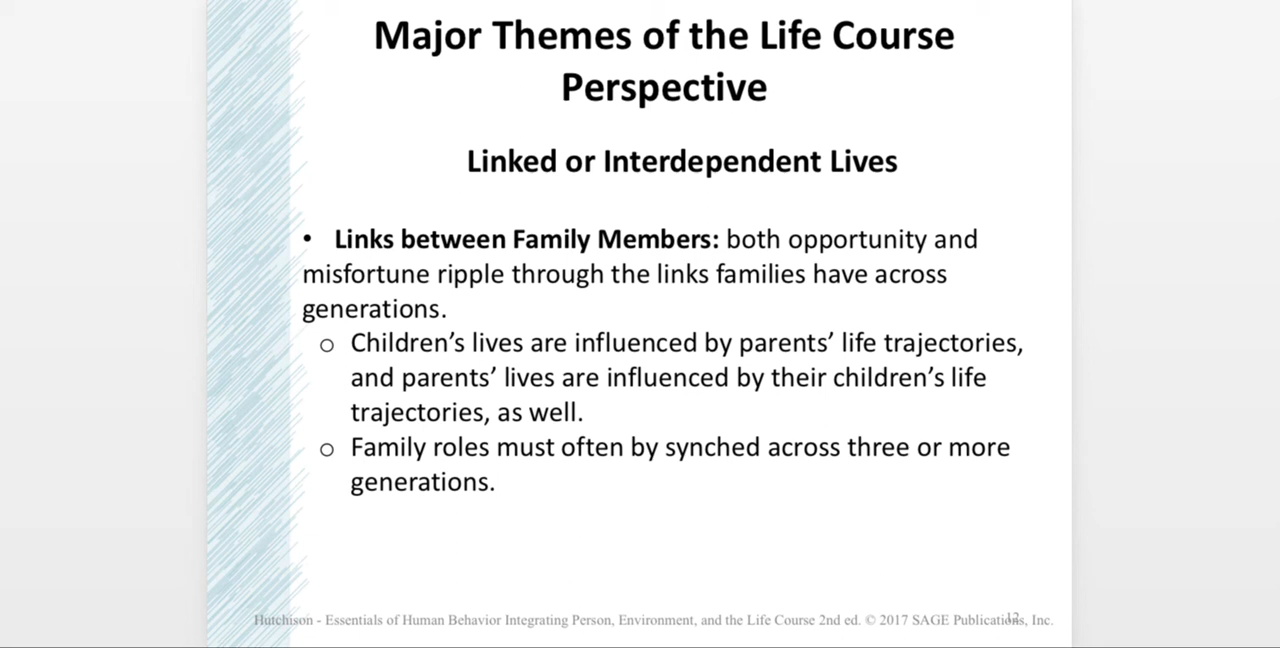 Major Themes of the Life Course
Perspective
Linked or Interdependent Lives
• Links between Family Members: both opportunity and
misfortune ripple through the links families have across
generations.
○ Children’s lives are influenced by parents’ life trajectories,
and parents’ lives are influenced by their children’s life
trajectories, as well.
○ Family roles must often by synched across three or more
generations.
Hutchison - Essentials of Human Behavior Integrating Person, Environment, and the Life Course 2nd ed. © 2017 SAGE Publications, Inc.
12